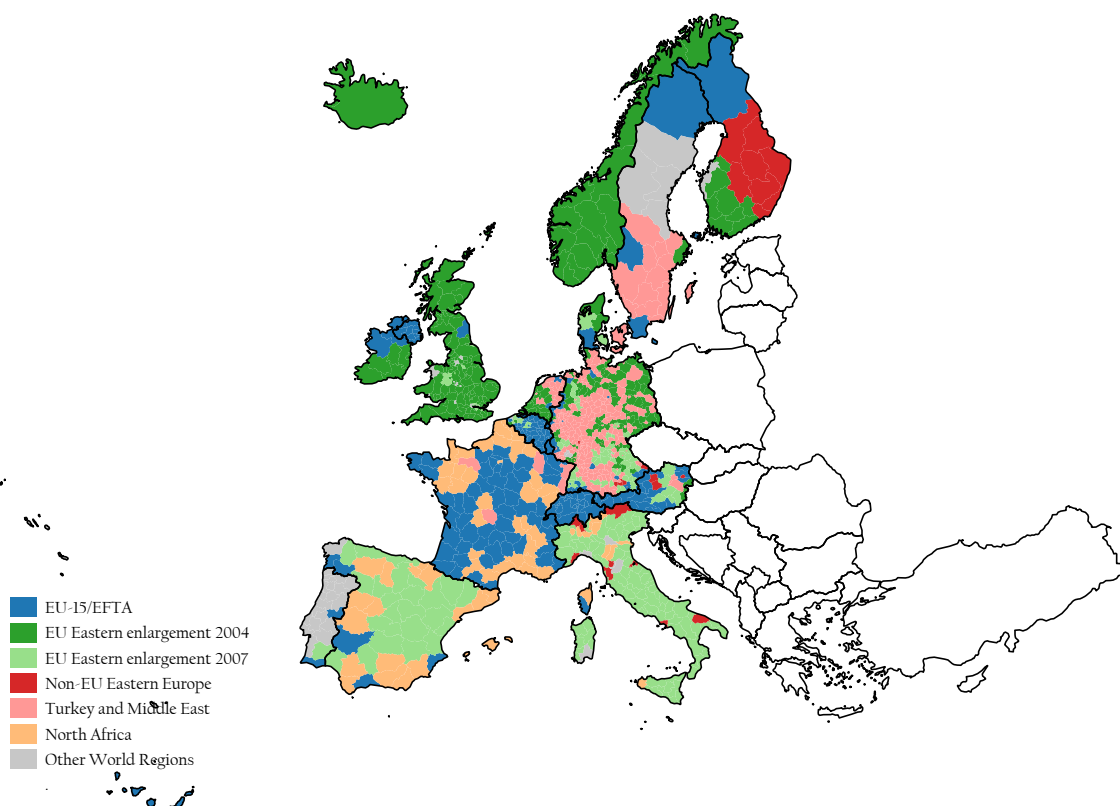 EU-15/EFTA
EU Eastern enlargement 2004
EU Eastern enlargement 2007
Non-EU Eastern Europe
Turkey and Middle East
North Africa
Other World Regions